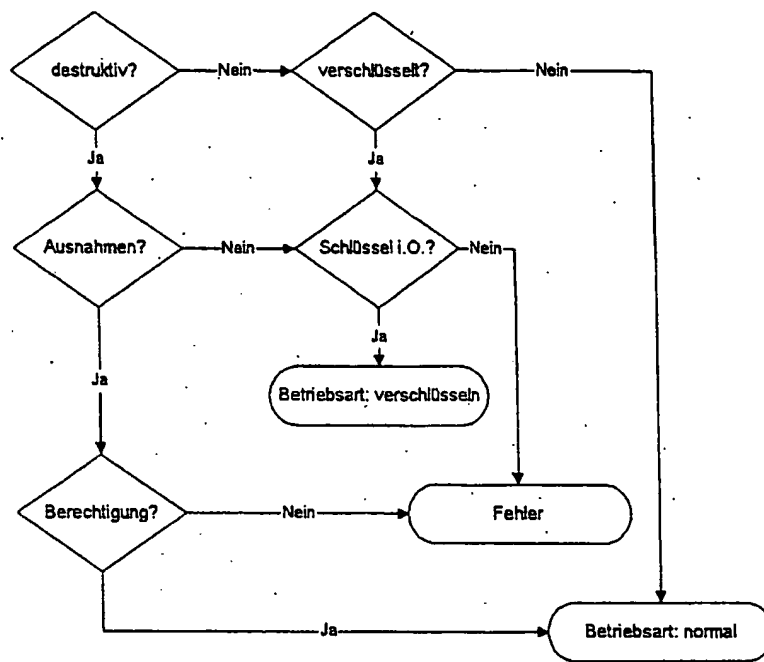 destruktiv?
Nein
verschlüsselt?
Nein
Ja
Ja
Ausnahmen?
Nein
Schlüssel i.O.?
Nein
Ja
Ja
Betriebsart: verschlüsseln
Berechtigung?
Nein
Fehler
Ja
Betriebsart: normal